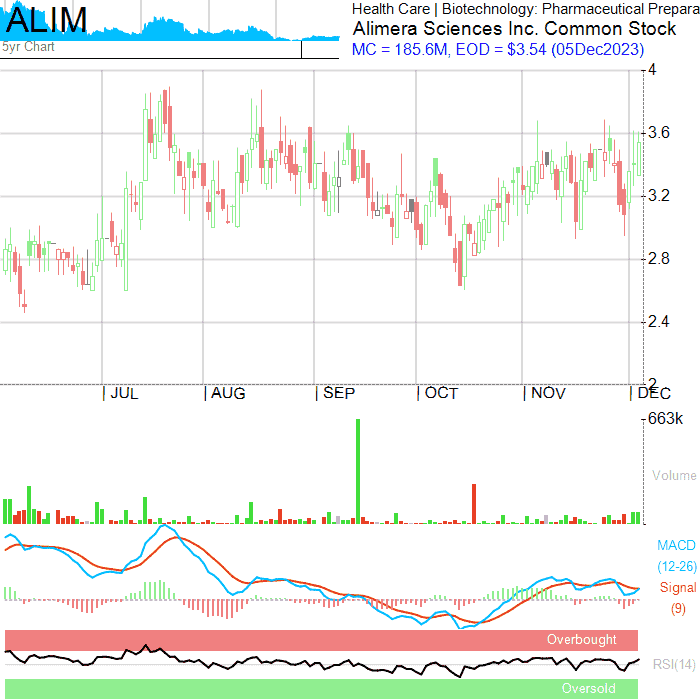 ALIM
5yr Chart
Health Care | Biotechnology: Pharmaceutical Prepara
Alimera Sciences Inc. Common Stock
MC = 185.6M, EOD = $3.54 (05Dec2023)
4
3.6
3.2
2.8
2.4
2
| JUL | AUG | SEP | OCT | NOV | DEC
663k
Volume
MACD
(12-26)
Signal
(9)
Overbought
RSI(14)
Oversold